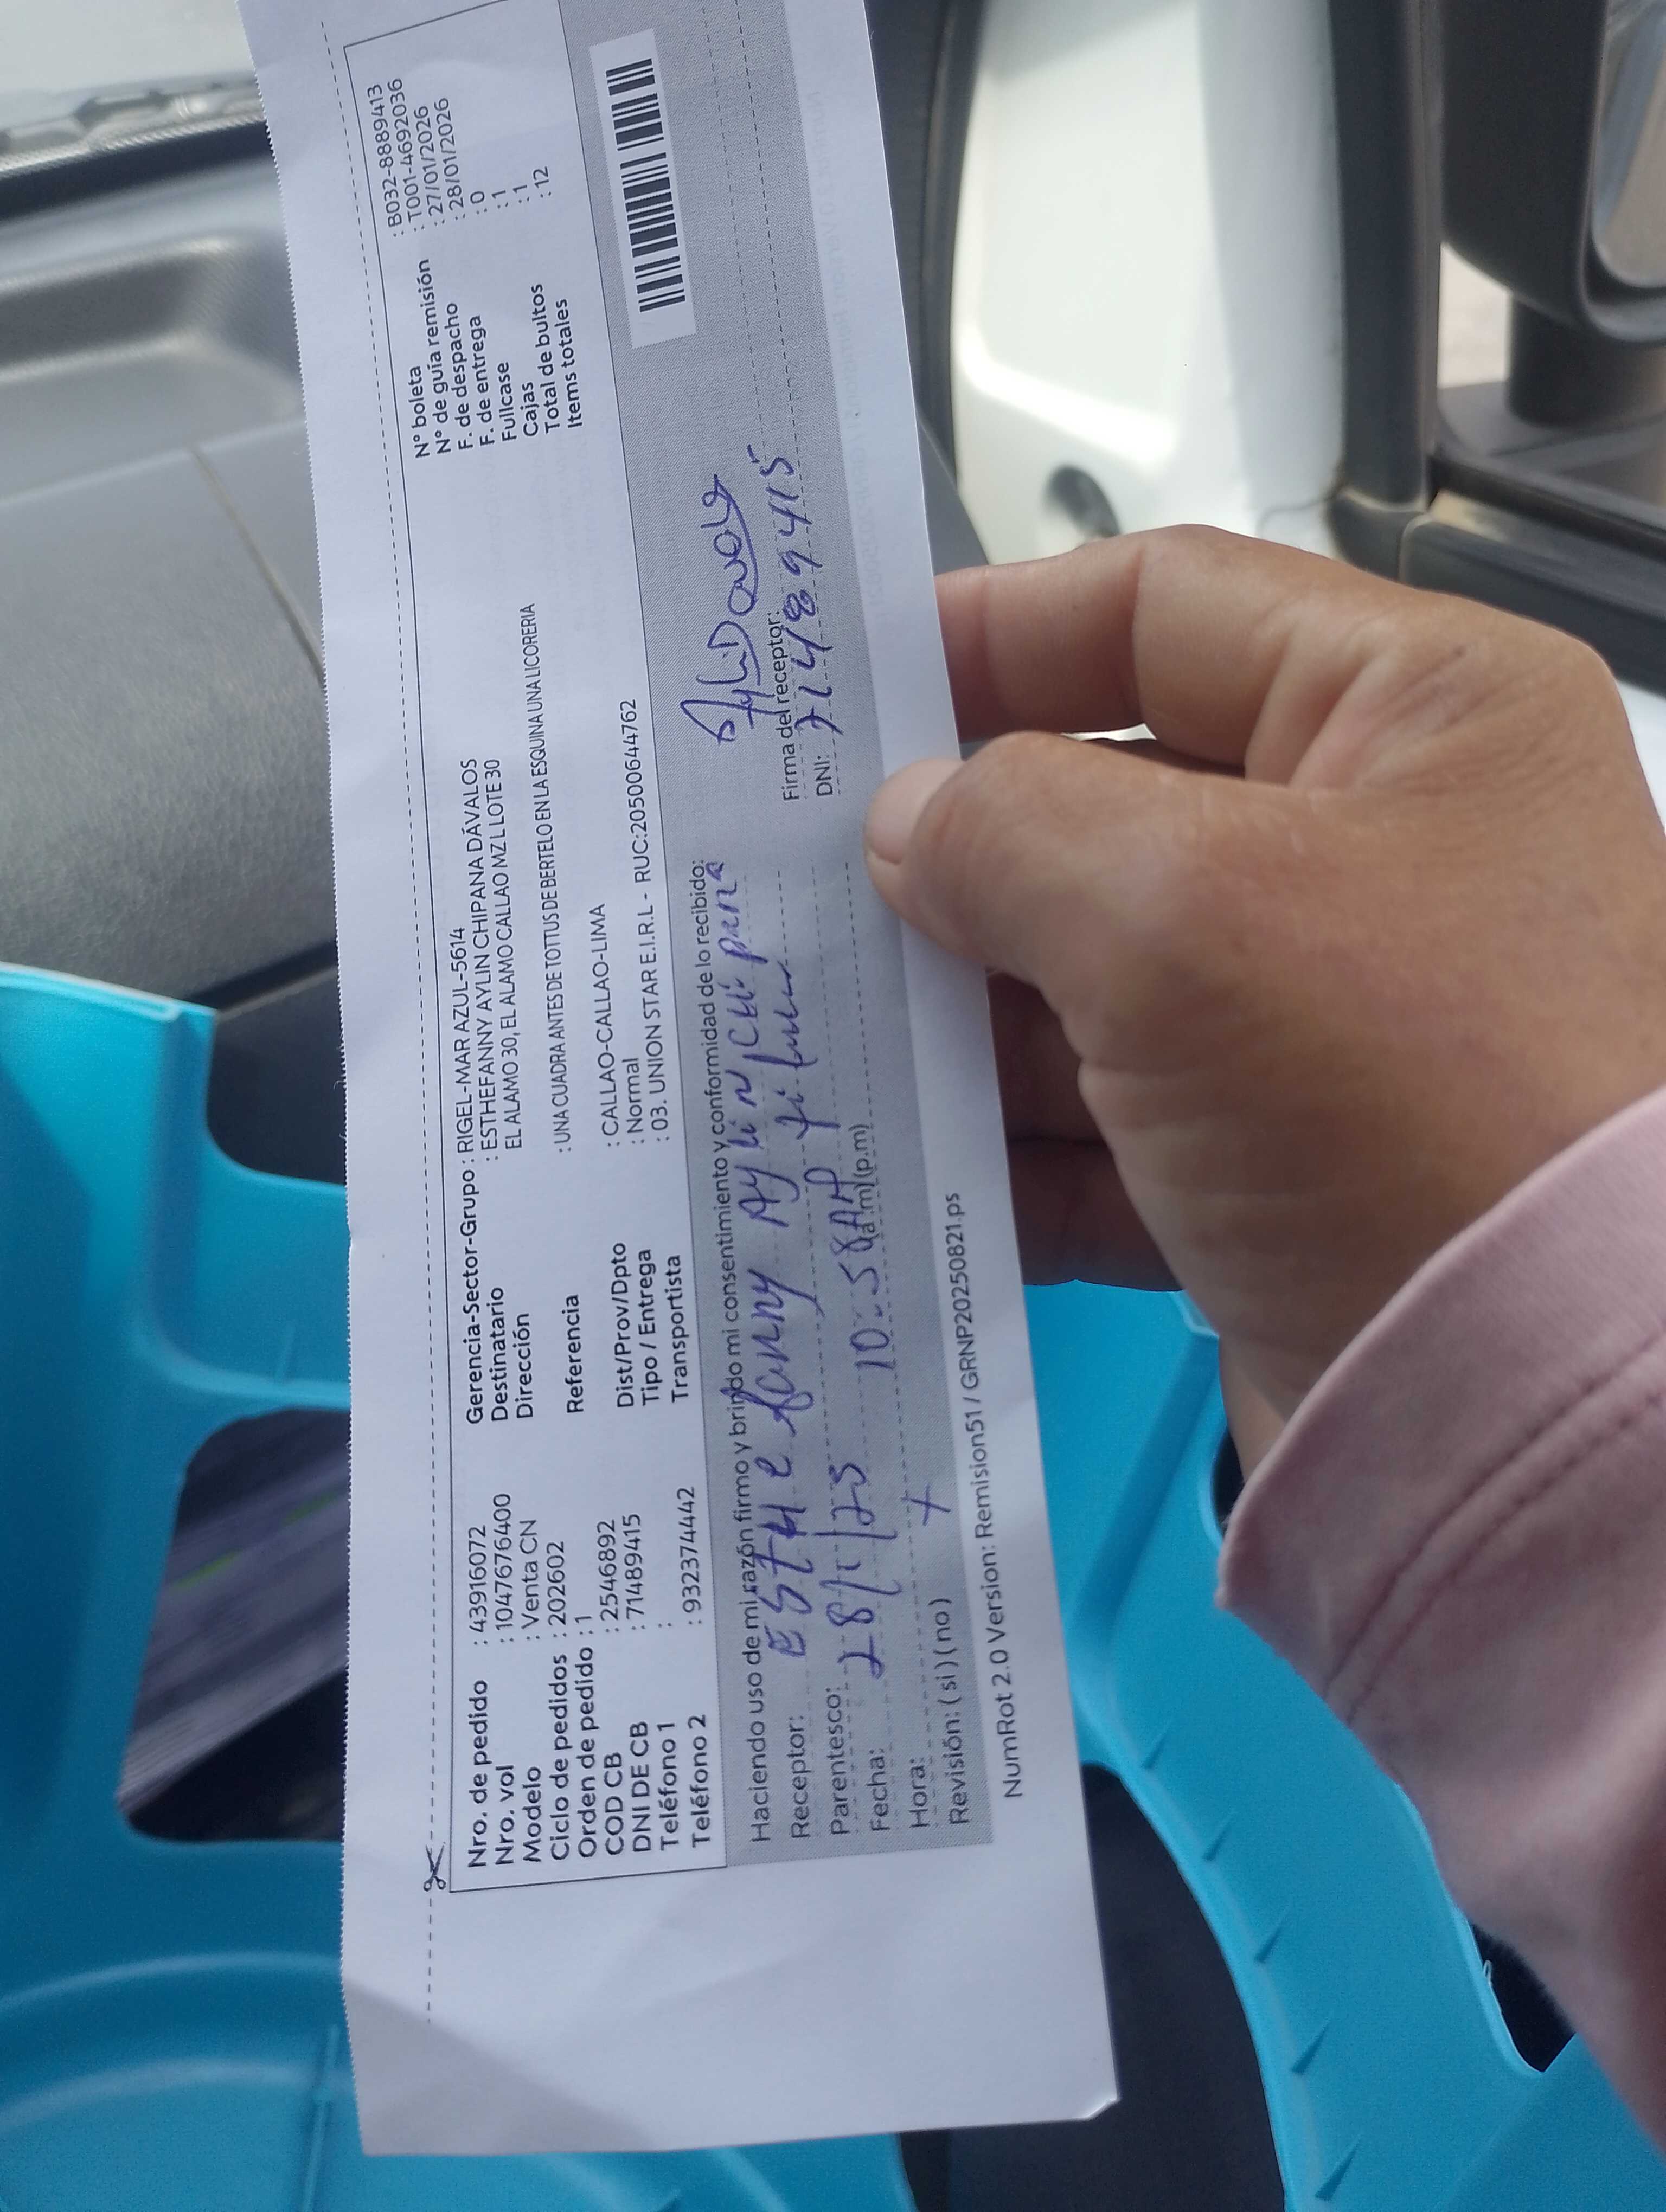 Nro. de pedido : 43916072
Nro. vol : 10476776400
Modelo : Venta CN
Ciclo de pedidos : 202602
Orden de pedido : 1
COD CB : 2546892
DNI DE CB : 71489415
Teléfono 1 :
Teléfono 2 : 932374442
Gerencia-Sector-Grupo : RIGEL-MAR AZUL-5614
Destinatario : ESTHEFANNY AYLIN CHIPANA DÁVALOS
Dirección EL ALAMO 30, EL ALAMO CALLAO MZ L LOTE 30
Referencia : UNA CUADRA ANTES DE TOTTUS DE BERTELO EN LA ESQUINA UNA LICORERIA
Dist/Prov/Dpto : CALLAO-CALLAO-LIMA
Tipo / Entrega : Normal
Transportista : 03. UNION STAR E.I.R.L - RUC:20500644762
N° boleta : B032-8889413
N° de guía remisión : T001-4692036
F. de despacho : 27/01/2026
F. de entrega : 28/01/2026
Fullcase : 0
Cajas : 1
Total de bultos : 1
Items totales : 12
Haciendo uso de mi razón firmo y brindo mi consentimiento y conformidad de lo recibido:
Receptor: ESTHefanny Aylin CHipana
Parentesco:
Fecha: 28/1/25
Hora: 10:58AM (a.m)(p.m)
Revisión: (si) (no)
Firma del receptor:
DNI: 71489415
NumRot 2.0 Version: Remision51 / GRNP20250821.ps